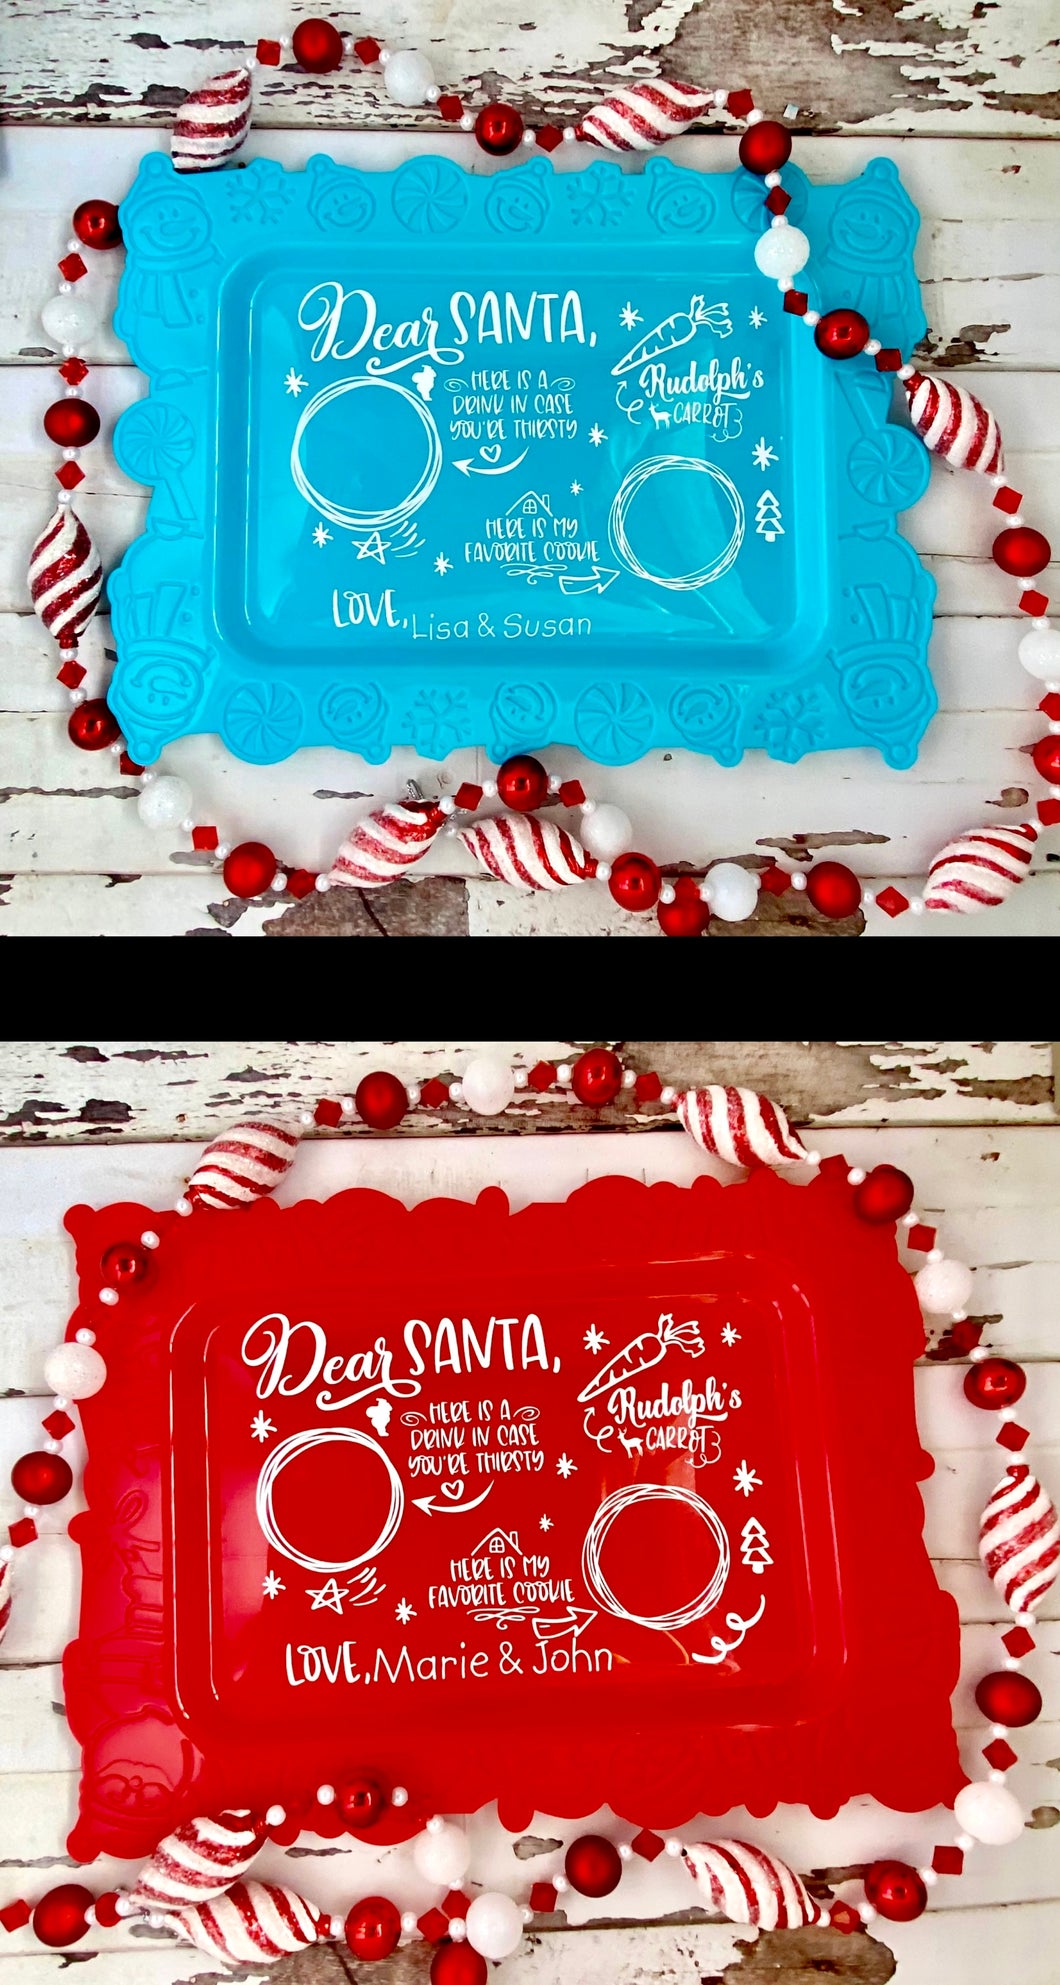 Dear SANTA,
HERE IS A
DRINK IN CASE
YOU'RE THIRSTY
Rudolph's
CARROT
HERE IS MY
FAVORITE COOKIE
LOVE, Lisa & Susan
Dear SANTA,
HERE IS A
DRINK IN CASE
YOU'RE THIRSTY
Rudolph's
CARROT
HERE IS MY
FAVORITE COOKIE
LOVE, Marie & John